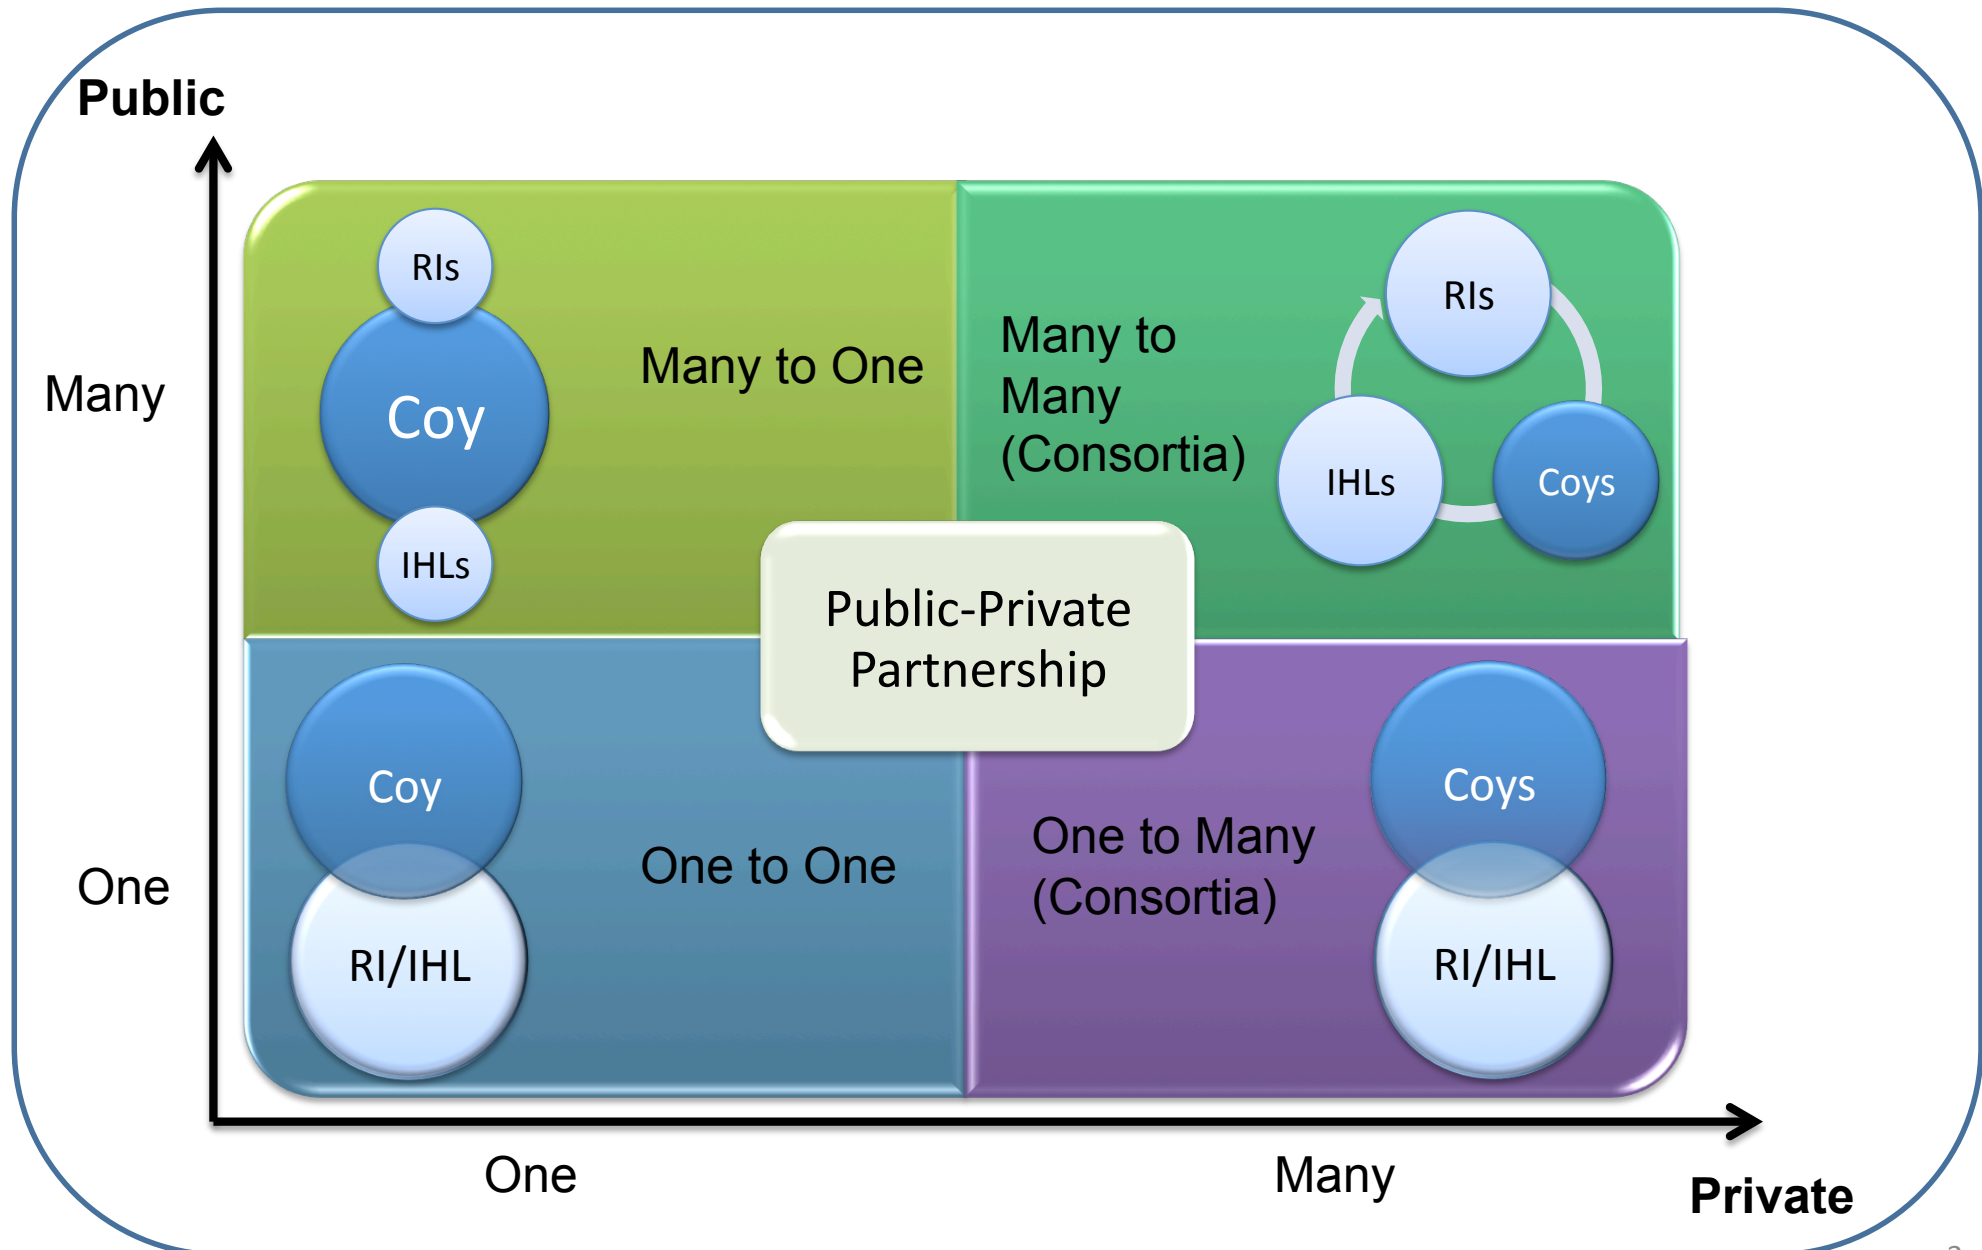 Public
RIs
Coy
IHLs
Many to One
Many to
Many
(Consortia)
RIs
IHLs
Coys
Many
Public-Private
Partnership
Coy
RI/IHL
One to One
One to Many
(Consortia)
Coys
RI/IHL
One
One
Many
Private